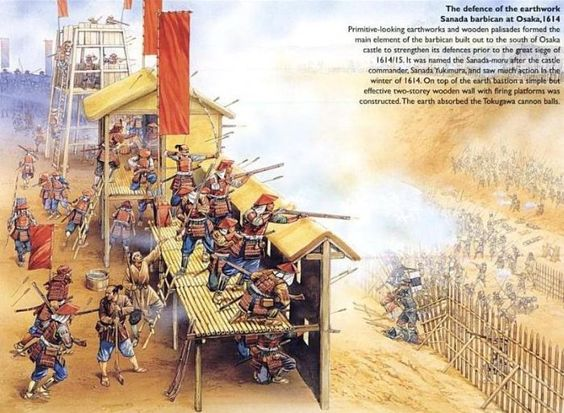 The defence of the earthwork
Sanada barbican at Osaka, 1614
Primitive-looking earthworks and wooden palisades formed the
main element of the barbican built out to the south of Osaka
castle to strengthen its defences prior to the great siege of
1614/15. It was named the Sanada-maru after the castle
commander, Sanada Yukimura, and saw much action in the
winter of 1614. On top of the earth bastion a simple but
effective two-storey wooden wall with firing platforms was
constructed. The earth absorbed the Tokugawa cannon balls.